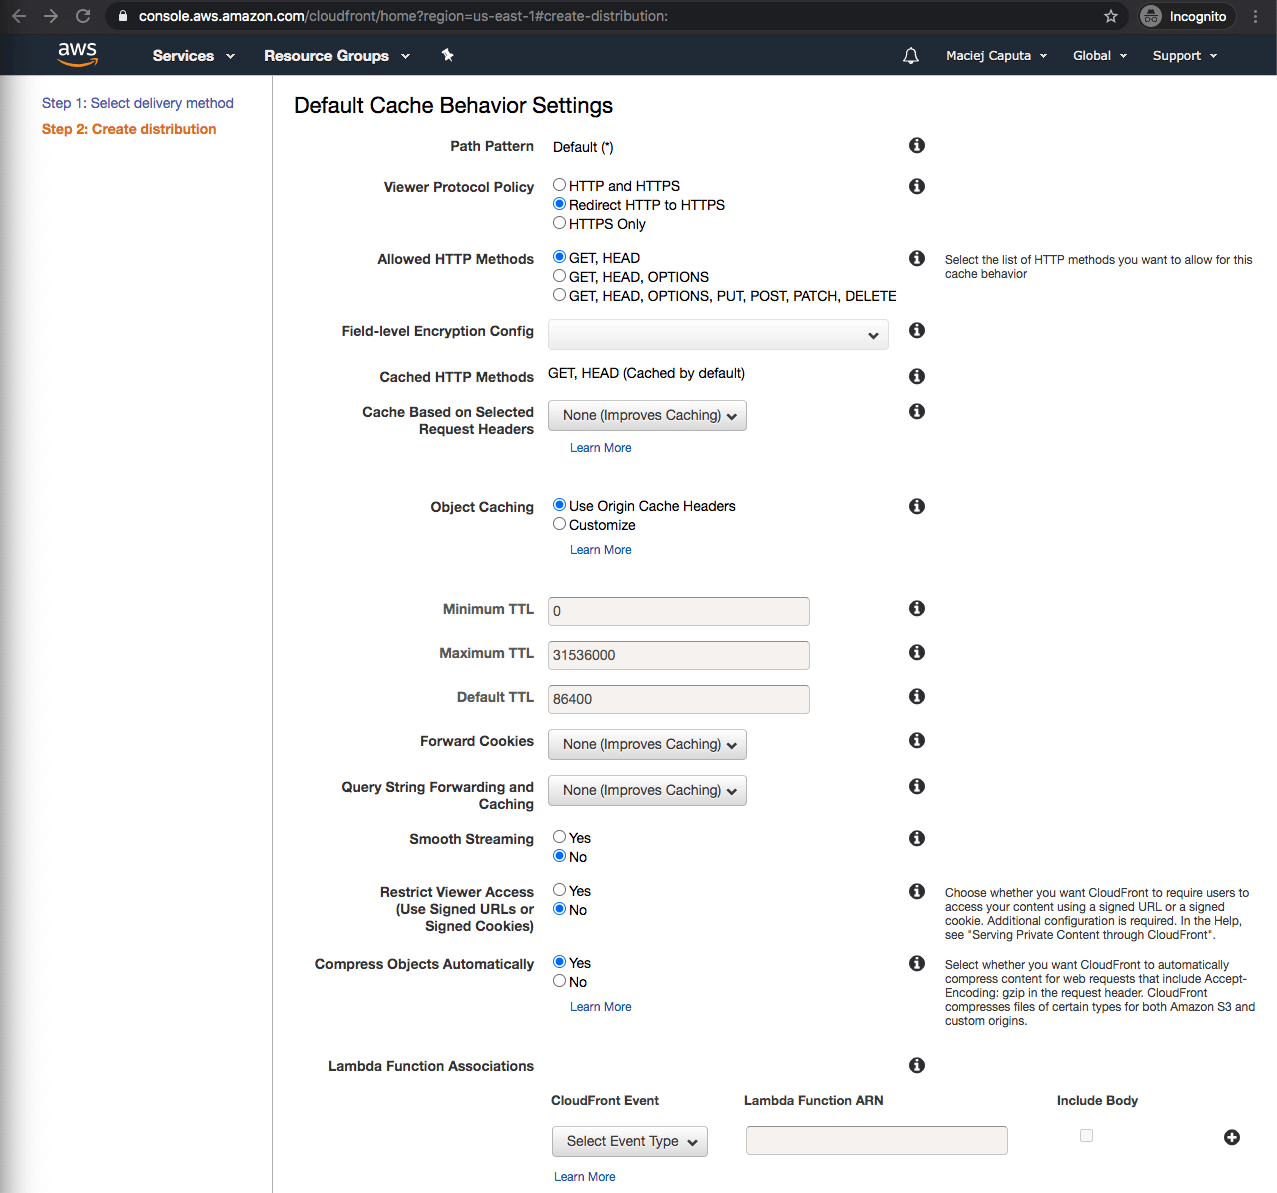 console.aws.amazon.com/cloudfront/home?region=us-east-1#create-distribution:
Incognito
aws
Services
Resource Groups
Maciej Caputa
Global
Support
Step 1: Select delivery method
Step 2: Create distribution
Default Cache Behavior Settings
Path Pattern
Default (*)
Viewer Protocol Policy
HTTP and HTTPS
Redirect HTTP to HTTPS
HTTPS Only
Allowed HTTP Methods
GET, HEAD
GET, HEAD, OPTIONS
GET, HEAD, OPTIONS, PUT, POST, PATCH, DELETE
Select the list of HTTP methods you want to allow for this
cache behavior
Field-level Encryption Config
Cached HTTP Methods
GET, HEAD (Cached by default)
Cache Based on Selected
Request Headers
None (Improves Caching)
Learn More
Object Caching
Use Origin Cache Headers
Customize
Learn More
Minimum TTL
0
Maximum TTL
31536000
Default TTL
86400
Forward Cookies
None (Improves Caching)
Query String Forwarding and
Caching
None (Improves Caching)
Smooth Streaming
Yes
No
Restrict Viewer Access
(Use Signed URLs or
Signed Cookies)
Yes
No
Choose whether you want CloudFront to require users to
access your content using a signed URL or a signed
cookie. Additional configuration is required. In the Help,
see "Serving Private Content through CloudFront".
Compress Objects Automatically
Yes
No
Learn More
Select whether you want CloudFront to automatically
compress content for web requests that include Accept-
Encoding: gzip in the request header. CloudFront
compresses files of certain types for both Amazon S3 and
custom origins.
Lambda Function Associations
CloudFront Event
Lambda Function ARN
Include Body
Select Event Type
Learn More